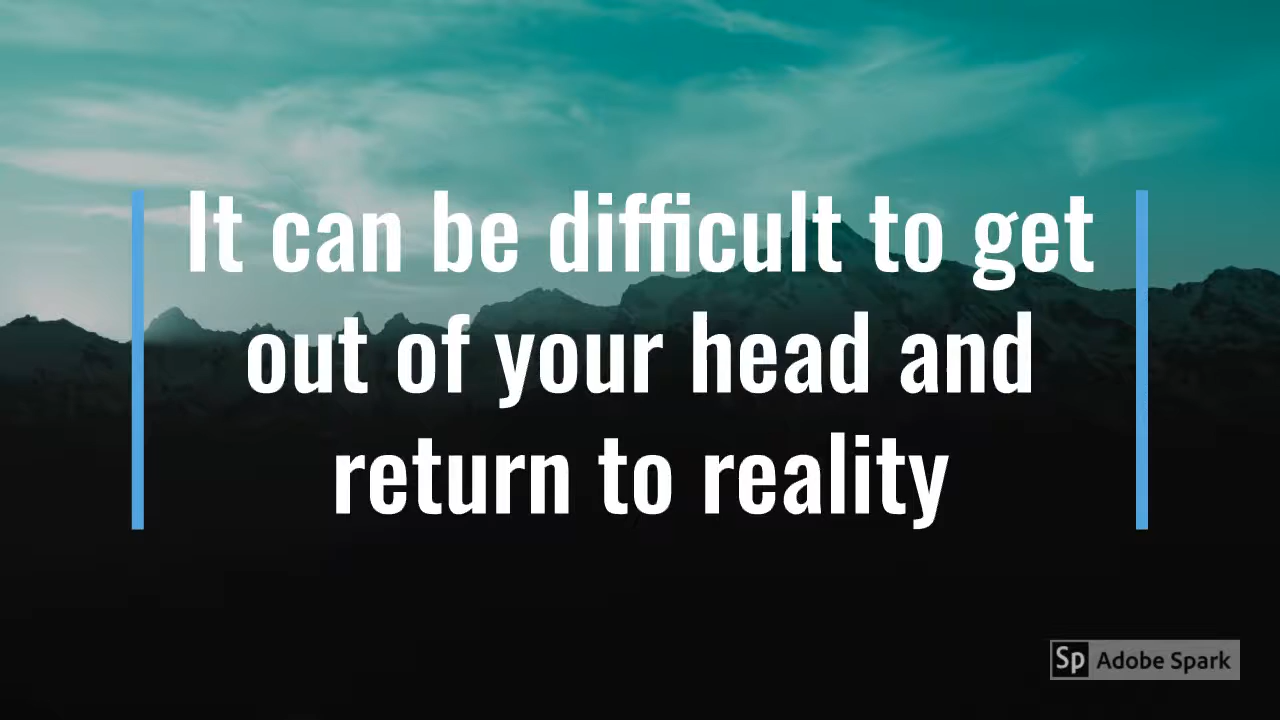 It can be difficult to get
out of your head and
return to reality
Sp Adobe Spark